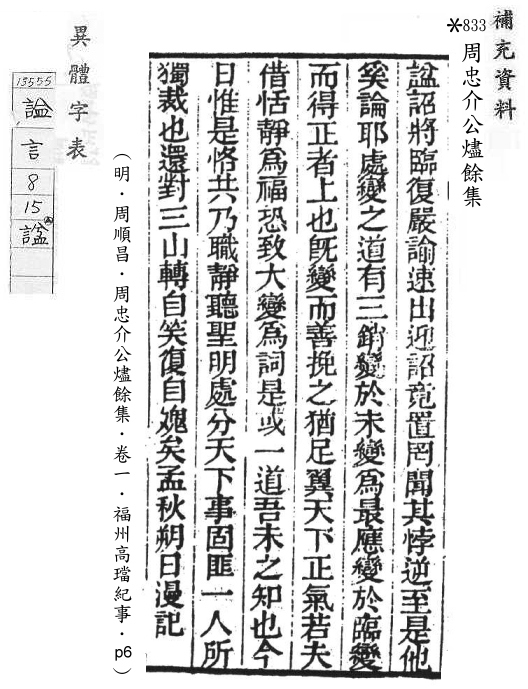 補充資料
*833
周忠介公燼餘集
諡詔將臨復嚴諭速出迎詔竟置罔聞其悖逆至是他
奚論耶處變之道有三銷變於未變爲最應變於臨變
而得正者上也旣變而善挽之猶足翼天下正氣若夫
借恬靜爲福恐致大變爲詞是或一道吾未之知也今
日惟是恪共乃職靜聽聖明處分天下事固匪一人所
獨裁也還對三山轉自笑復自媿矣孟秋朔日漫記
(明.周順昌.周忠介公燼餘集.卷一.福州高璫紀事.p6)
異體字表
13555
諡
言
8
15
諡